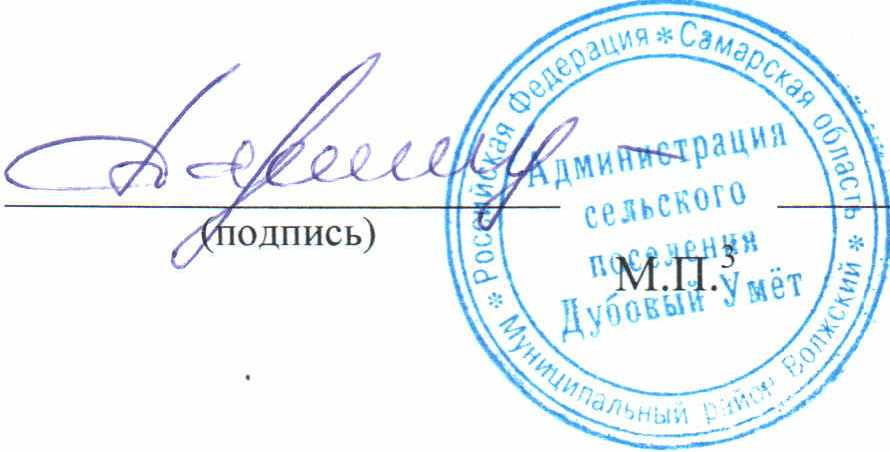 (подпись)
М.П.³
* Российская Федерация * Самарская область * Муниципальный район Волжский
Администрация
сельского
поселения
Дубовый Умёт